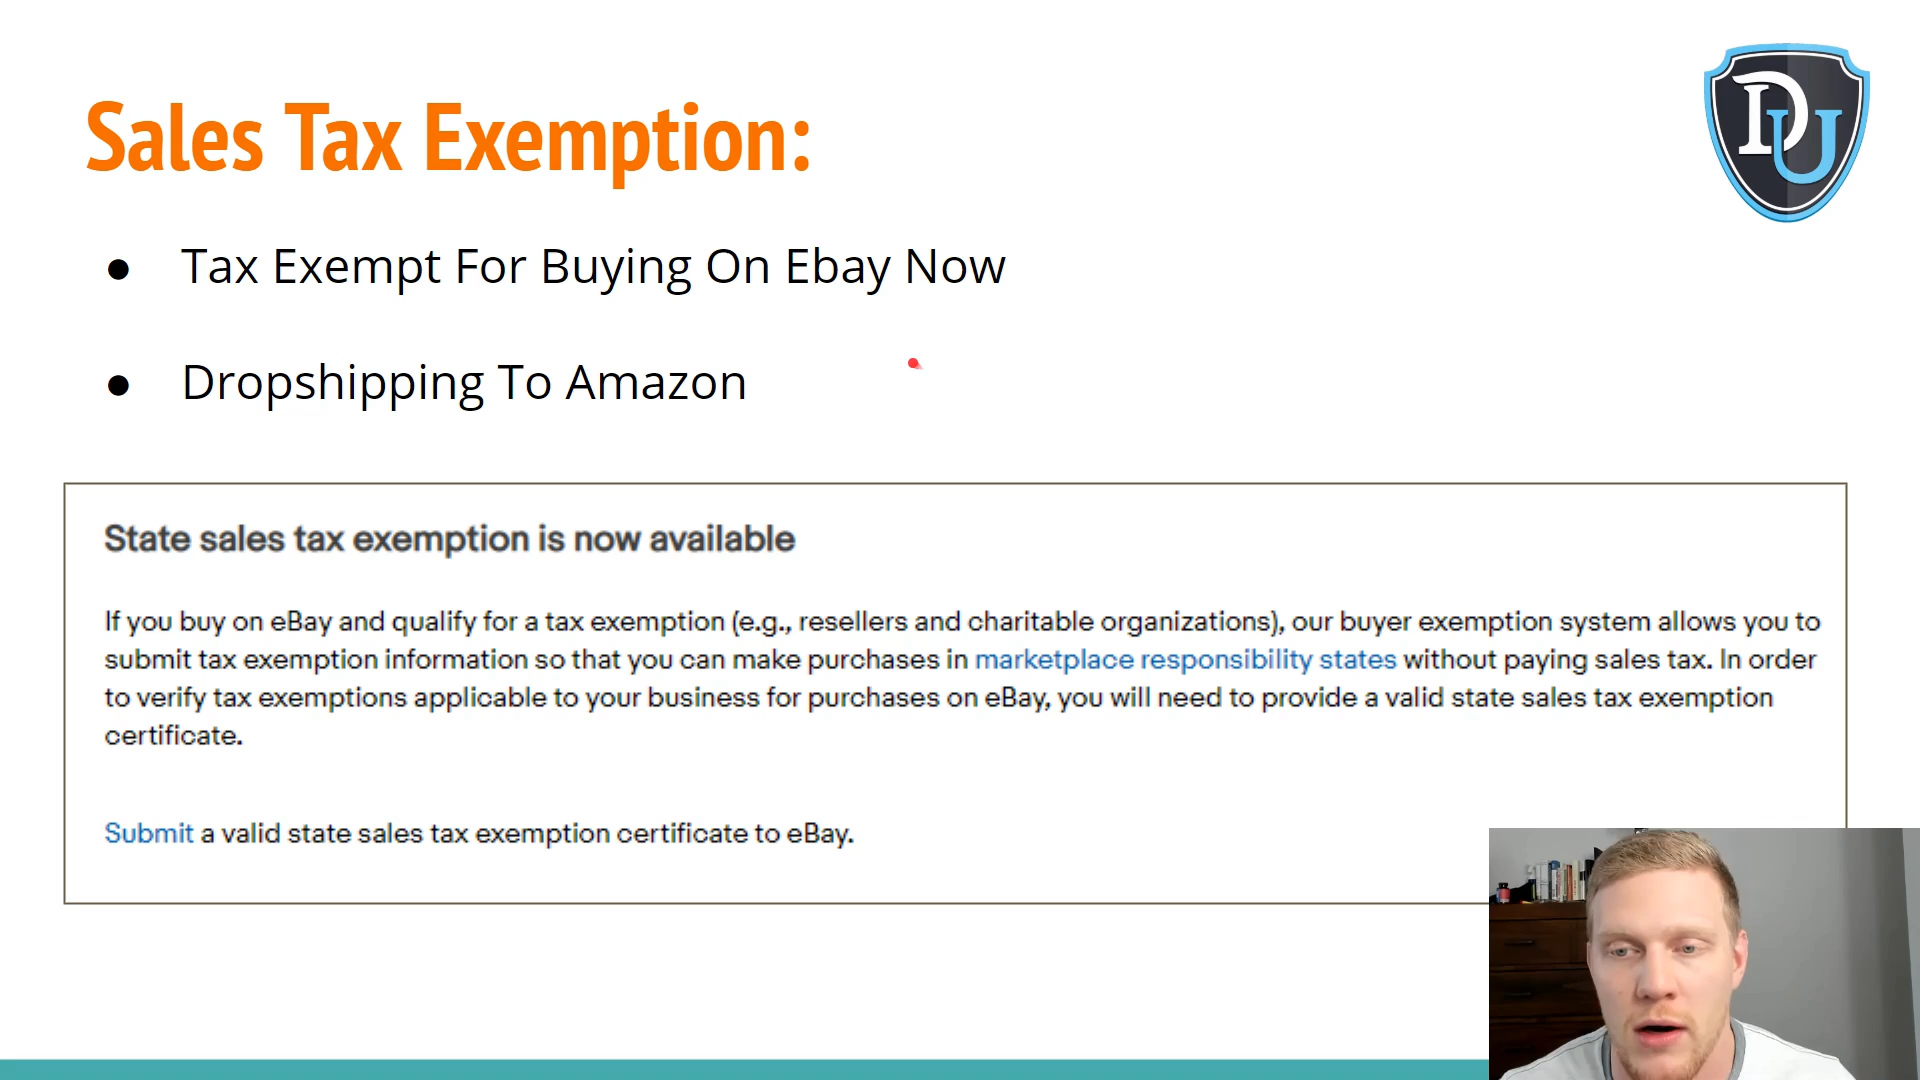 Sales Tax Exemption:
DU
● Tax Exempt For Buying On Ebay Now
● Dropshipping To Amazon
State sales tax exemption is now available
If you buy on eBay and qualify for a tax exemption (e.g., resellers and charitable organizations), our buyer exemption system allows you to
submit tax exemption information so that you can make purchases in marketplace responsibility states without paying sales tax. In order
to verify tax exemptions applicable to your business for purchases on eBay, you will need to provide a valid state sales tax exemption
certificate.
Submit a valid state sales tax exemption certificate to eBay.